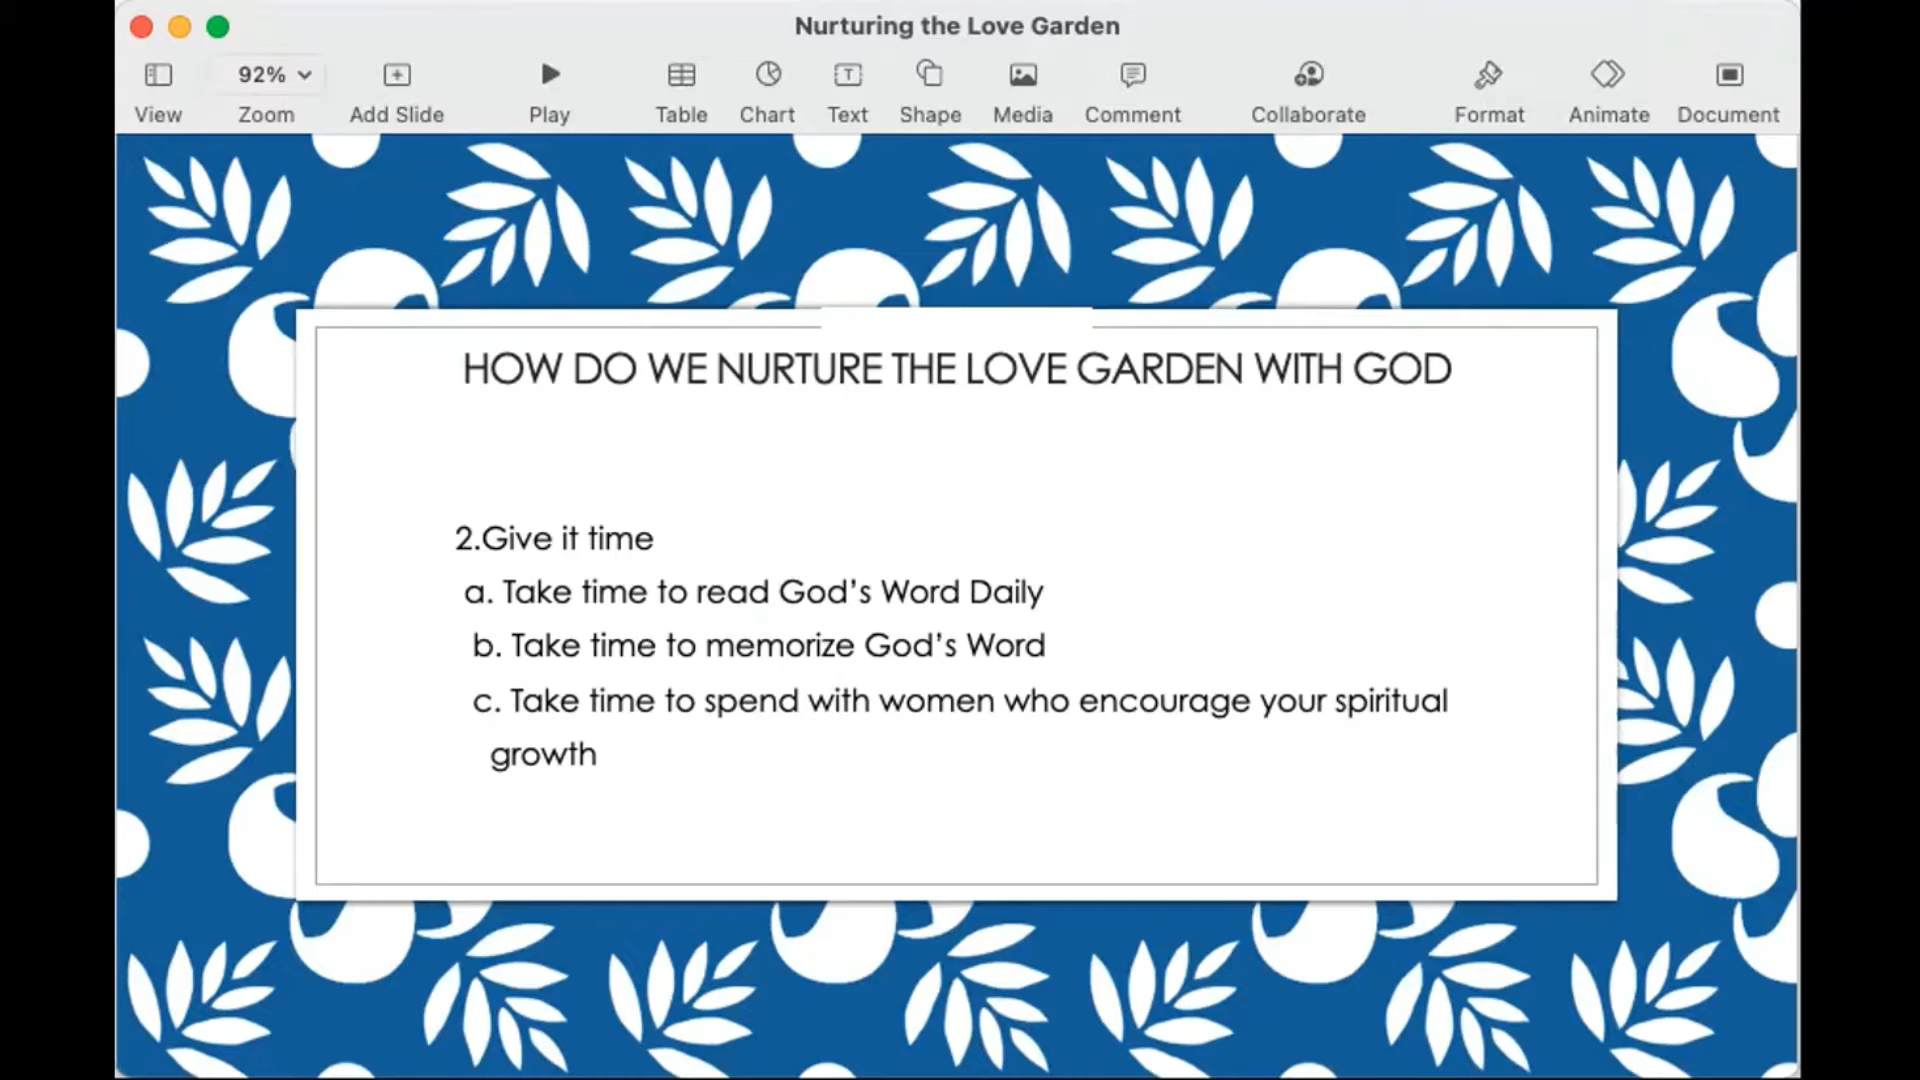 Nurturing the Love Garden
92%
View Zoom Add Slide Play Table Chart Text Shape Media Comment Collaborate Format Animate Document
HOW DO WE NURTURE THE LOVE GARDEN WITH GOD
2.Give it time
a. Take time to read God’s Word Daily
b. Take time to memorize God’s Word
c. Take time to spend with women who encourage your spiritual
growth